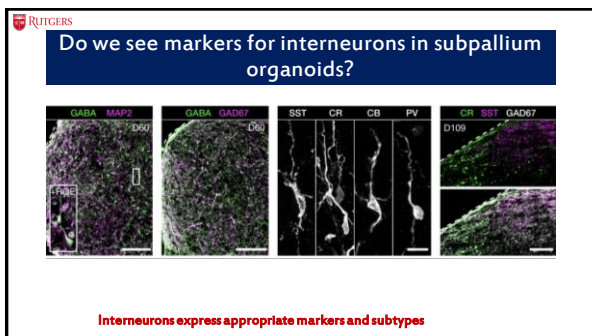 RUTGERS
Do we see markers for interneurons in subpallium
organoids?
GABA MAP2
D60
GABA GAD67
D60
SST CR CB PV
CR SST GAD67
D109
Interneurons express appropriate markers and subtypes